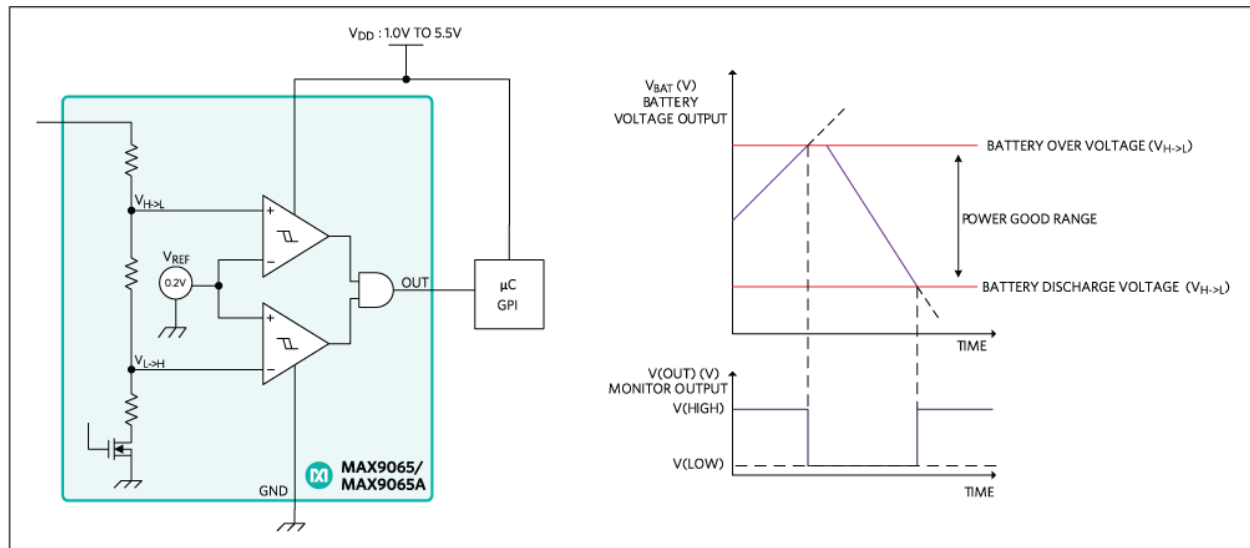 VDD : 1.0V TO 5.5V
VH->L
VREF
0.2V
+
-
+
-
OUT
µC
GPI
VL->H
MAX9065/
MAX9065A
GND
VBAT (V)
BATTERY
VOLTAGE OUTPUT
BATTERY OVER VOLTAGE (VH->L)
POWER GOOD RANGE
BATTERY DISCHARGE VOLTAGE (VH->L)
TIME
V(OUT) (V)
MONITOR OUTPUT
V(HIGH)
V(LOW)
TIME